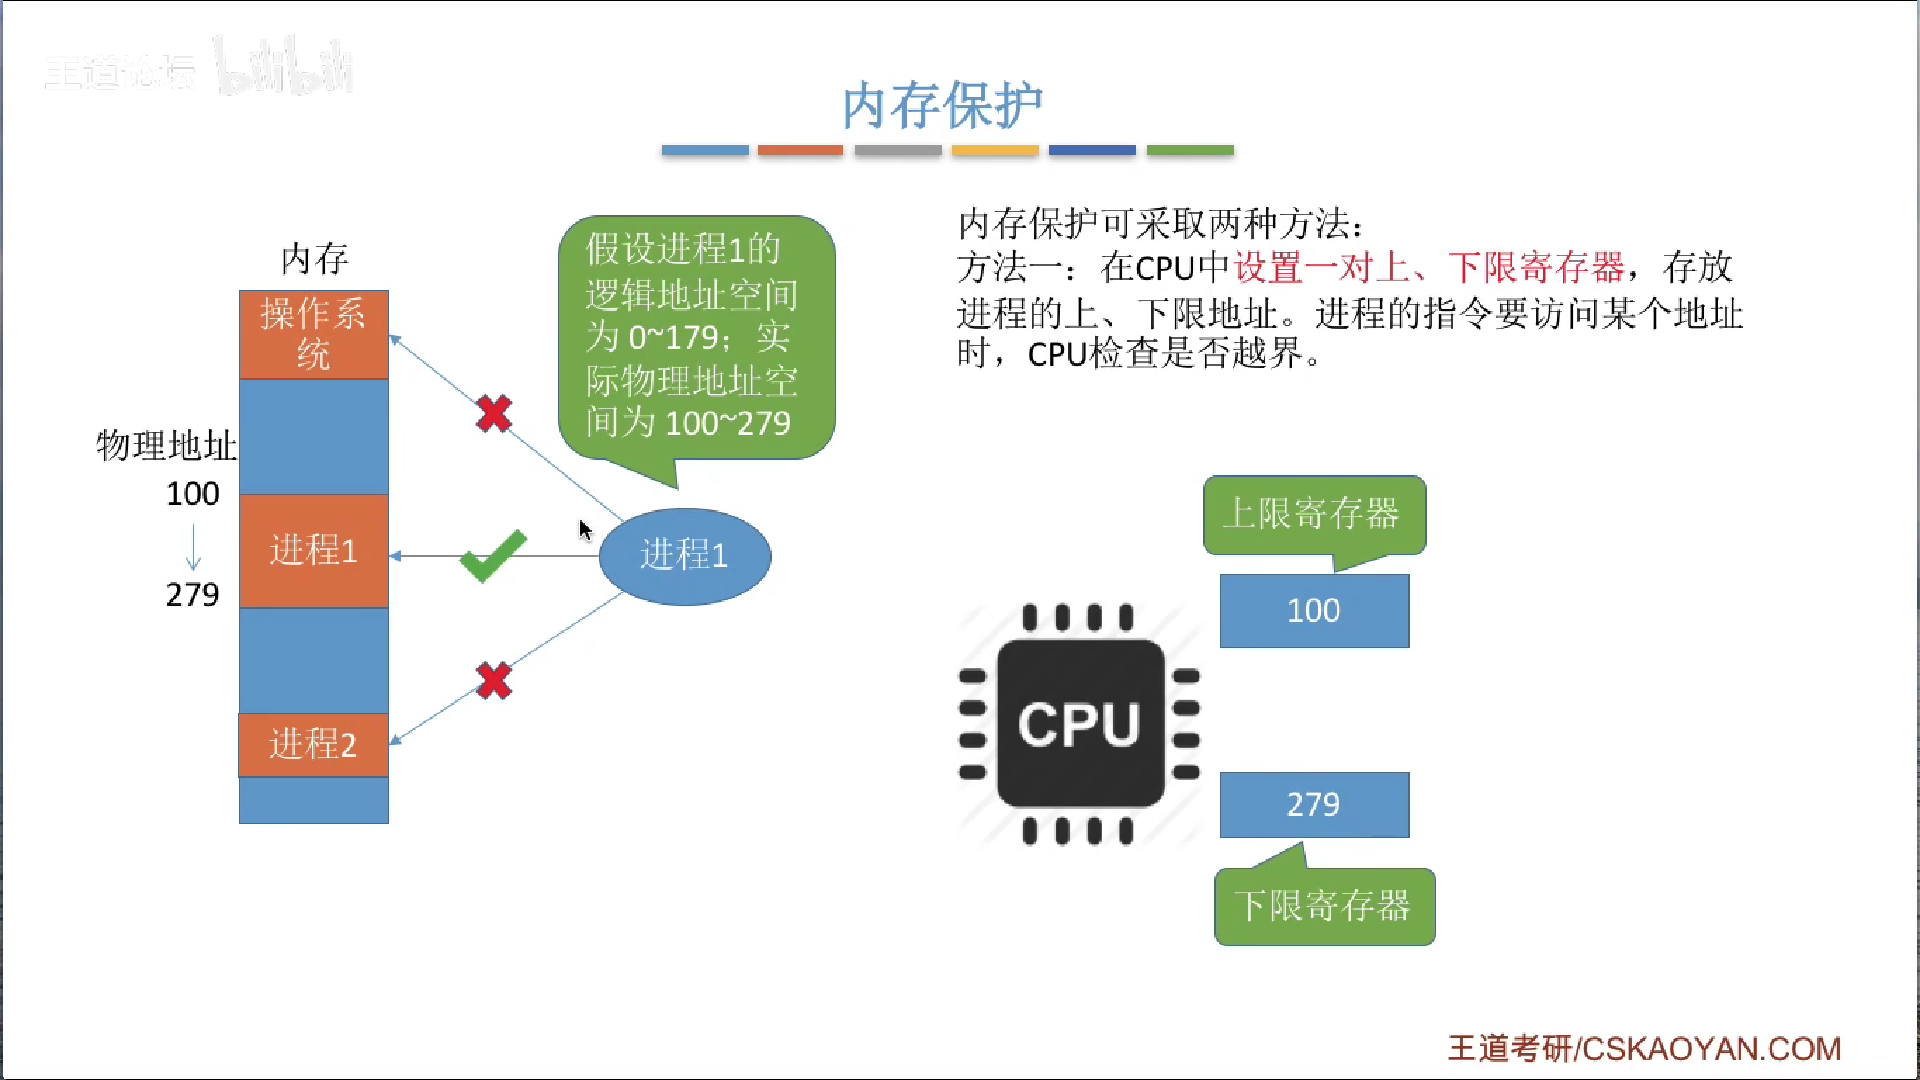 王道论坛 bilibili
内存保护
内存
操作系
统
物理地址
100
279
进程1
进程2
假设进程1的
逻辑地址空间
为 0~179；实
际物理地址空
间为 100~279
进程1
内存保护可采取两种方法：
方法一：在CPU中设置一对上、下限寄存器，存放
进程的上、下限地址。进程的指令要访问某个地址
时，CPU检查是否越界。
上限寄存器
100
CPU
279
下限寄存器
王道考研/CSKAOYAN.COM